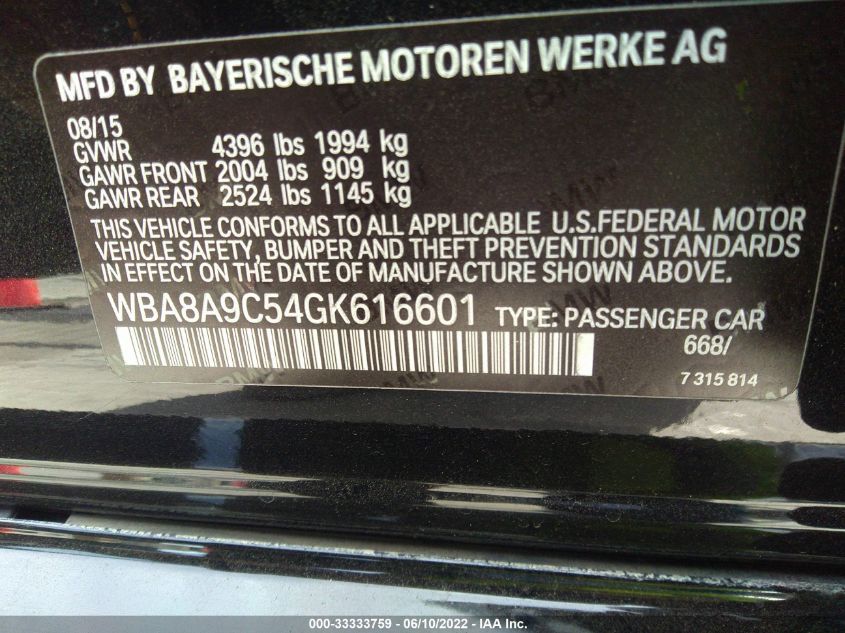 MFD BY BAYERISCHE MOTOREN WERKE AG
08/15
GVWR 4396 lbs 1994 kg
GAWR FRONT 2004 lbs 909 kg
GAWR REAR 2524 lbs 1145 kg
THIS VEHICLE CONFORMS TO ALL APPLICABLE U.S.FEDERAL MOTOR
VEHICLE SAFETY, BUMPER AND THEFT PREVENTION STANDARDS
IN EFFECT ON THE DATE OF MANUFACTURE SHOWN ABOVE.
WBA8A9C54GK616601 TYPE: PASSENGER CAR
668/
7 315 814
000-33333759 - 06/10/2022 - IAA Inc.